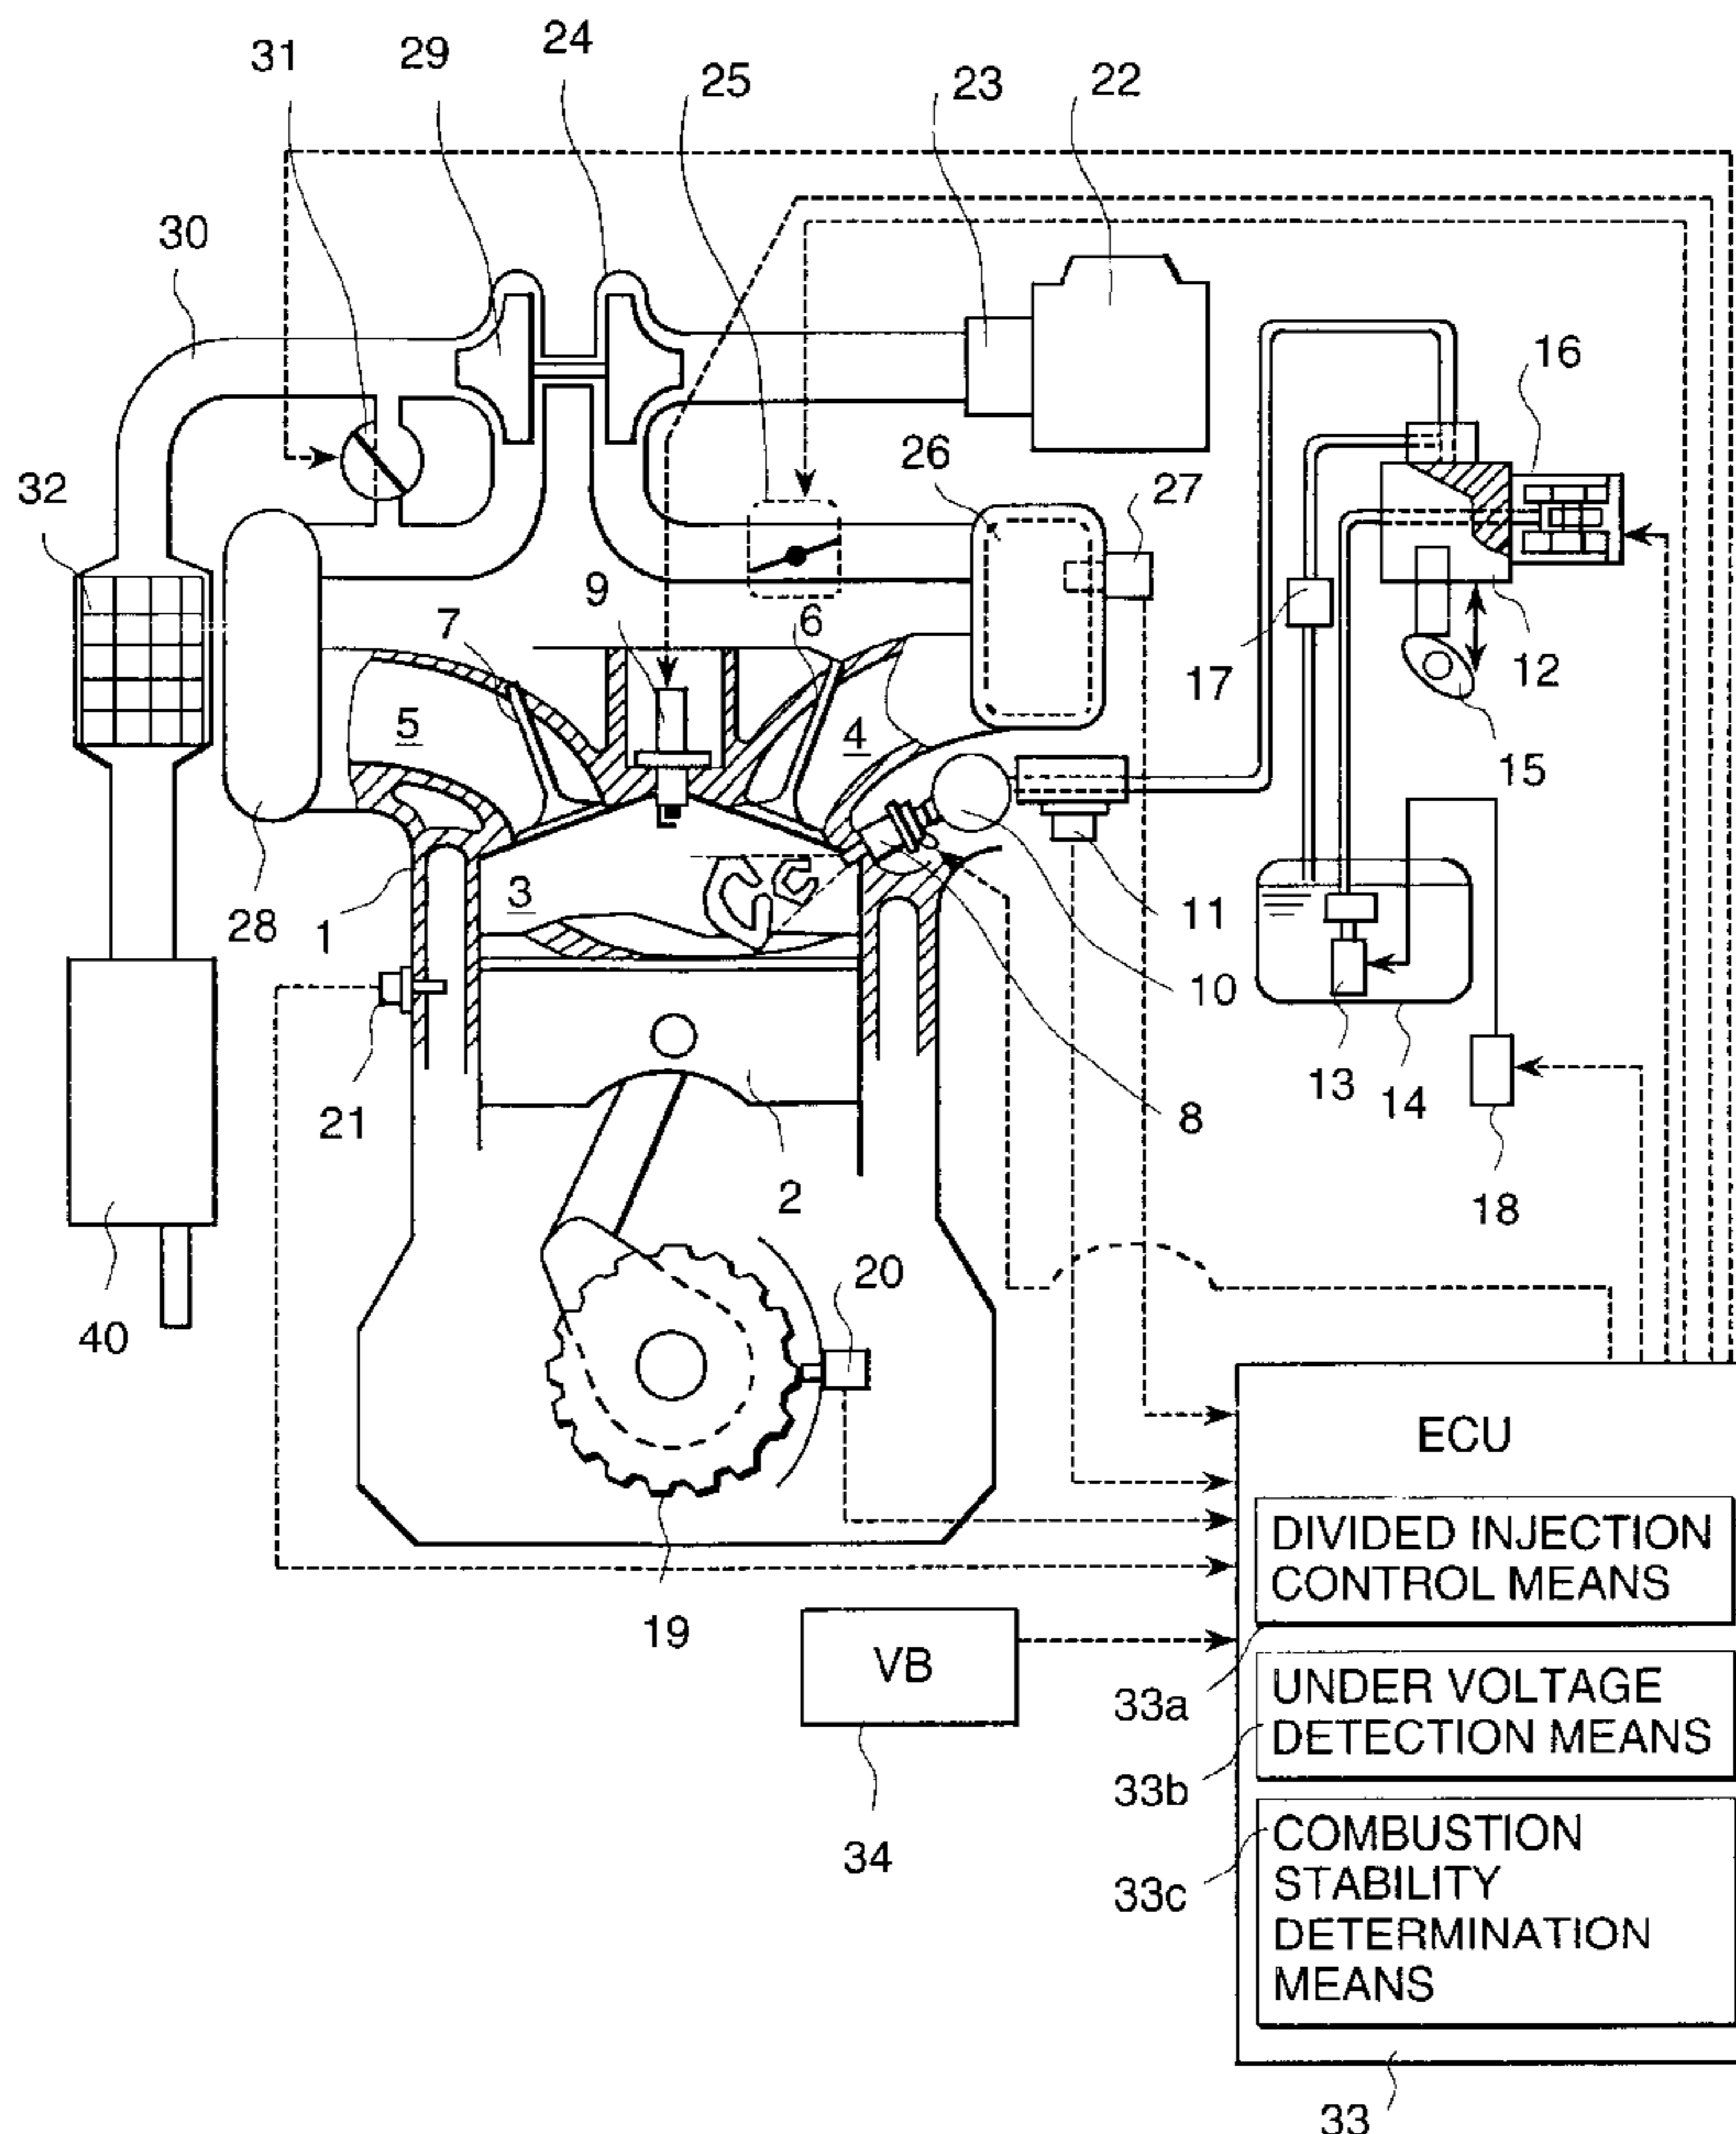 24
29
31
25
23
22
30
16
26
27
32
9
6
7
17
12
5
4
15
3
28
1
11
10
13
14
21
8
18
2
20
40
ECU
DIVIDED INJECTION
CONTROL MEANS
19
VB
33a
UNDER VOLTAGE
DETECTION MEANS
33b
34
COMBUSTION
STABILITY
DETERMINATION
MEANS
33c
33